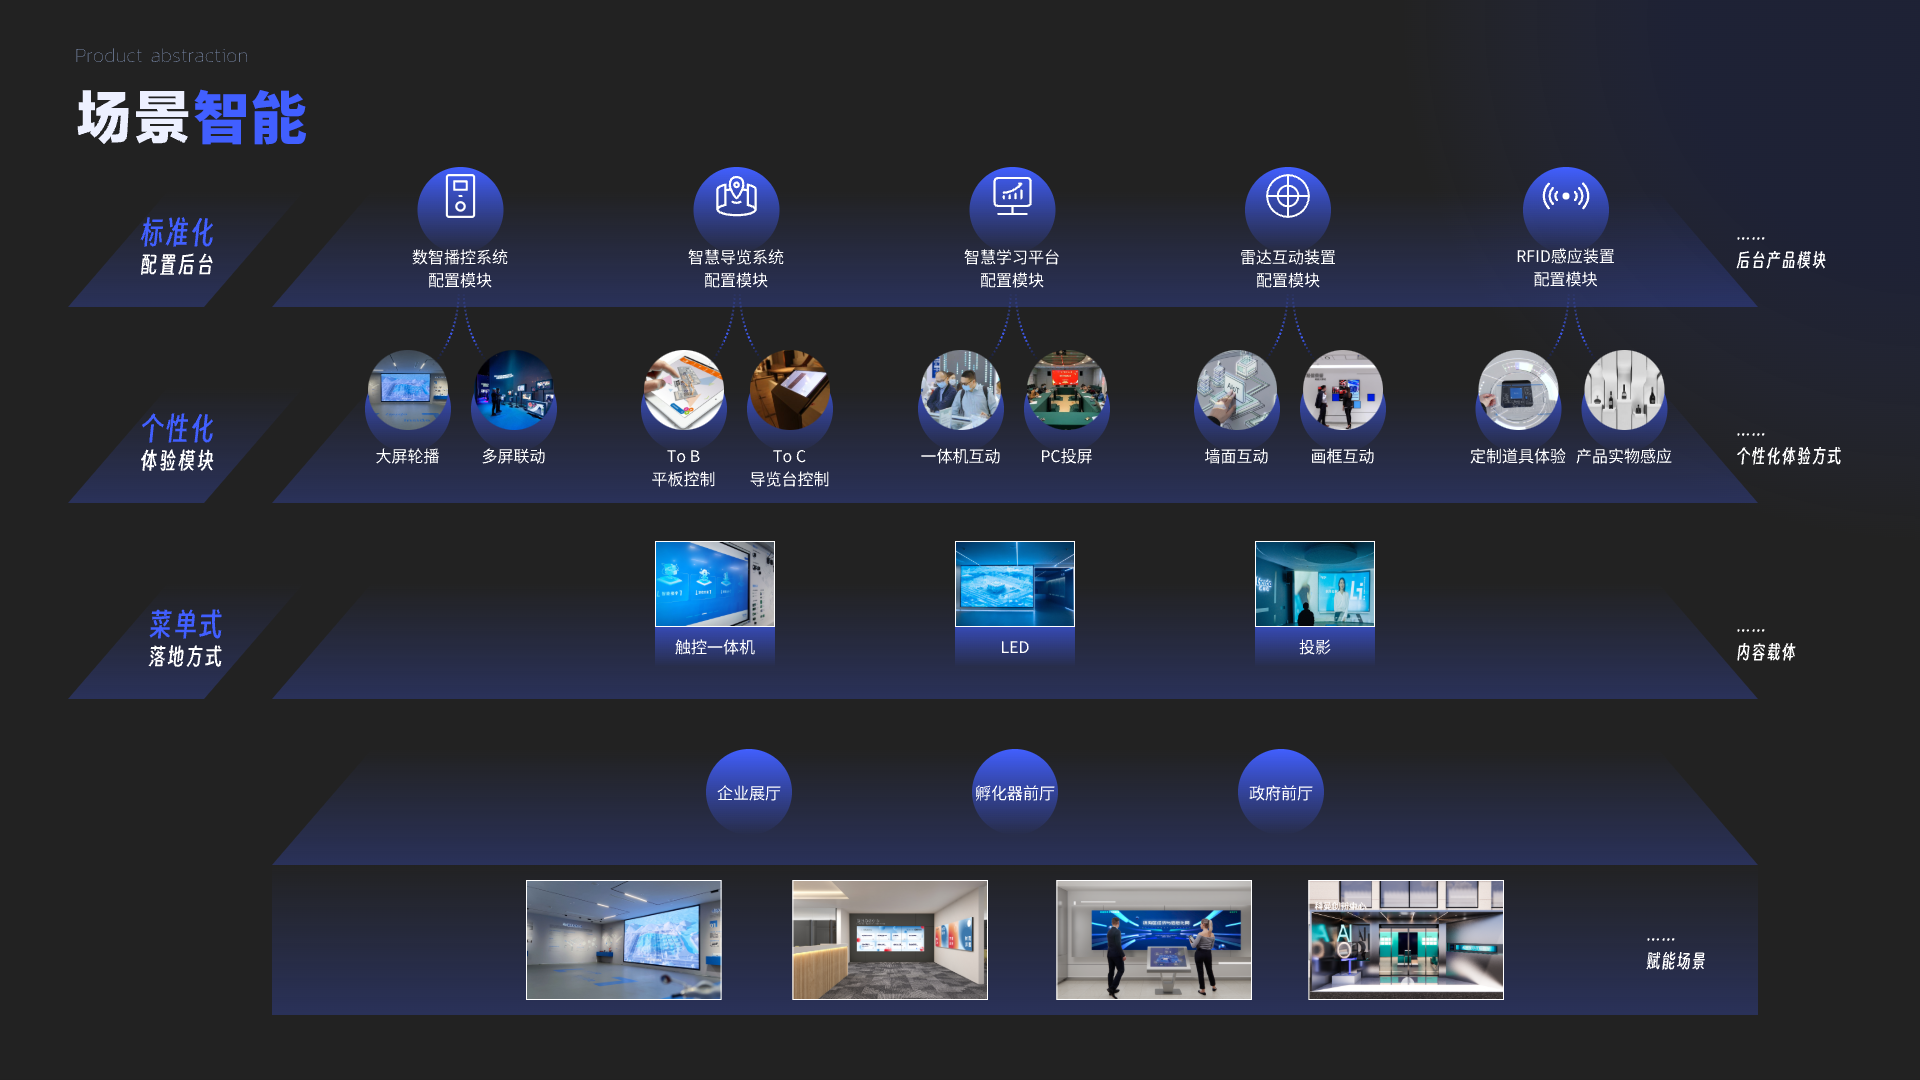 Product abstraction
场景智能
标准化
配置后台
数智播控系统
配置模块
智慧导览系统
配置模块
智慧学习平台
配置模块
雷达互动装置
配置模块
RFID感应装置
配置模块
……
后台产品模块
个性化
体验模块
大屏轮播
多屏联动
To B
平板控制
To C
导览台控制
一体机互动
PC投屏
墙面互动
画框互动
定制道具体验
产品实物感应
……
个性化体验方式
菜单式
落地方式
触控一体机
LED
投影
……
内容载体
企业展厅
孵化器前厅
政府前厅
AI
……
赋能场景